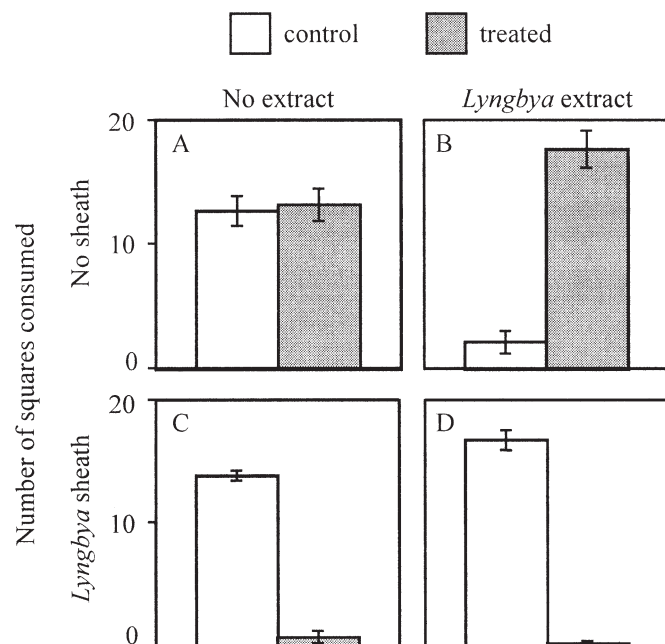 control treated
No extract Lyngbya extract
Number of squares consumed
No sheath
20
10
0
A
B
Lyngbya sheath
20
10
0
C
D